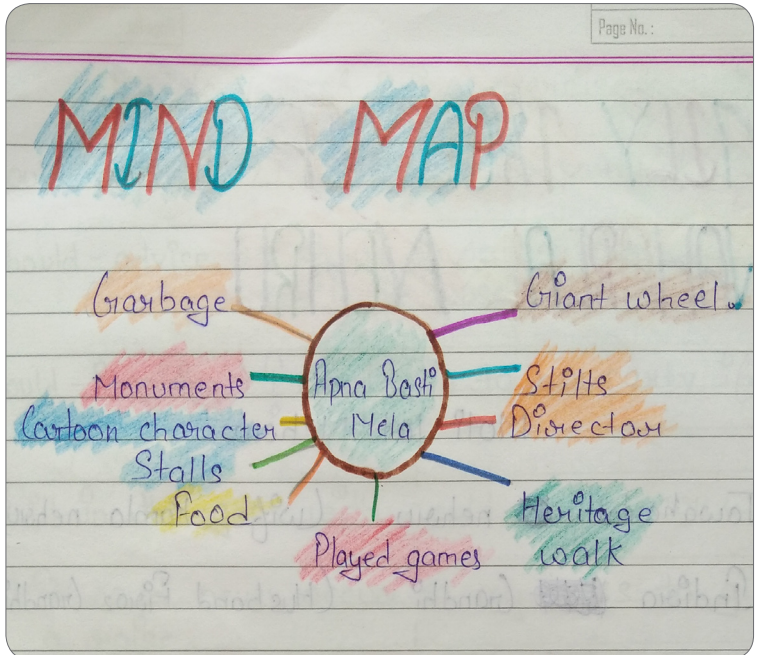 Page No.:
MIND MAP
Garbage
Giant wheel.
Monuments
Apna Basti
Stilts
Cartoon character
Mela
Director
Stalls
Food
Heritage
walk
Played games